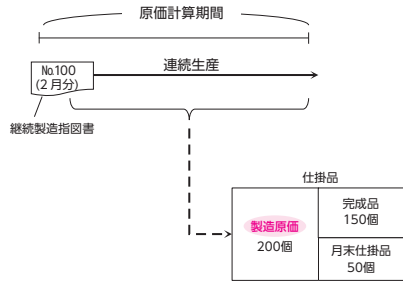 原価計算期間
連続生産
№100
(2月分)
継続製造指図書
仕掛品
製造原価
200個
完成品
150個
月末仕掛品
50個